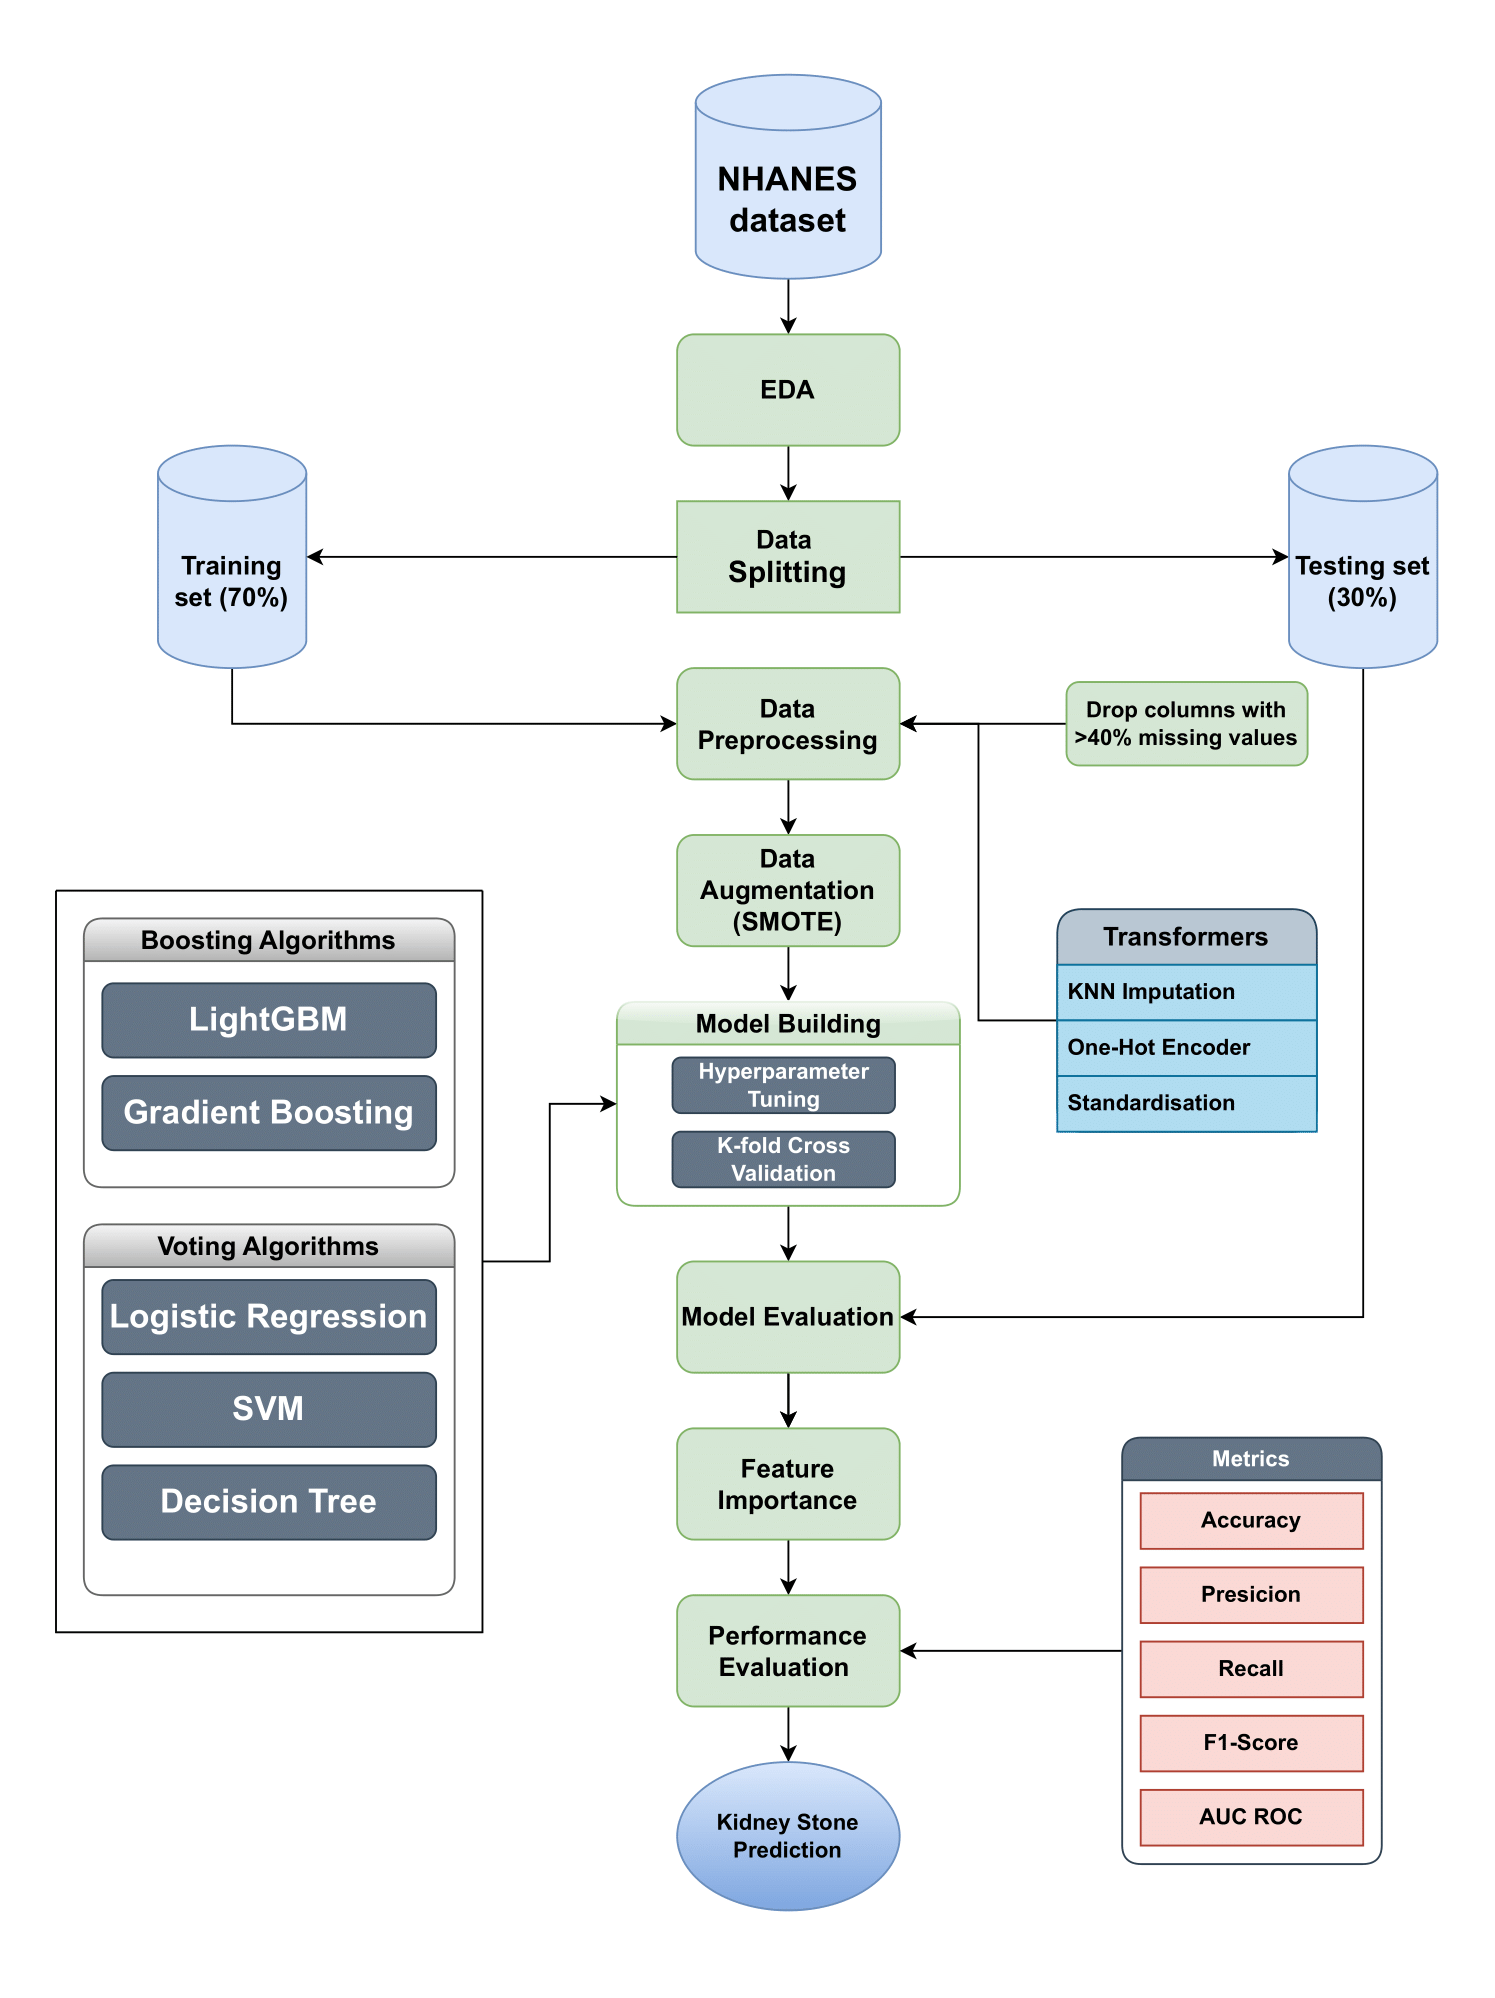 NHANES
dataset
EDA
Data
Splitting
Training
set (70%)
Testing set
(30%)
Data
Preprocessing
Drop columns with
>40% missing values
Data
Augmentation
(SMOTE)
Boosting Algorithms
LightGBM
Gradient Boosting
Voting Algorithms
Logistic Regression
SVM
Decision Tree
Model Building
Hyperparameter
Tuning
K-fold Cross
Validation
Transformers
KNN Imputation
One-Hot Encoder
Standardisation
Model Evaluation
Feature
Importance
Performance
Evaluation
Metrics
Accuracy
Presicion
Recall
F1-Score
AUC ROC
Kidney Stone
Prediction